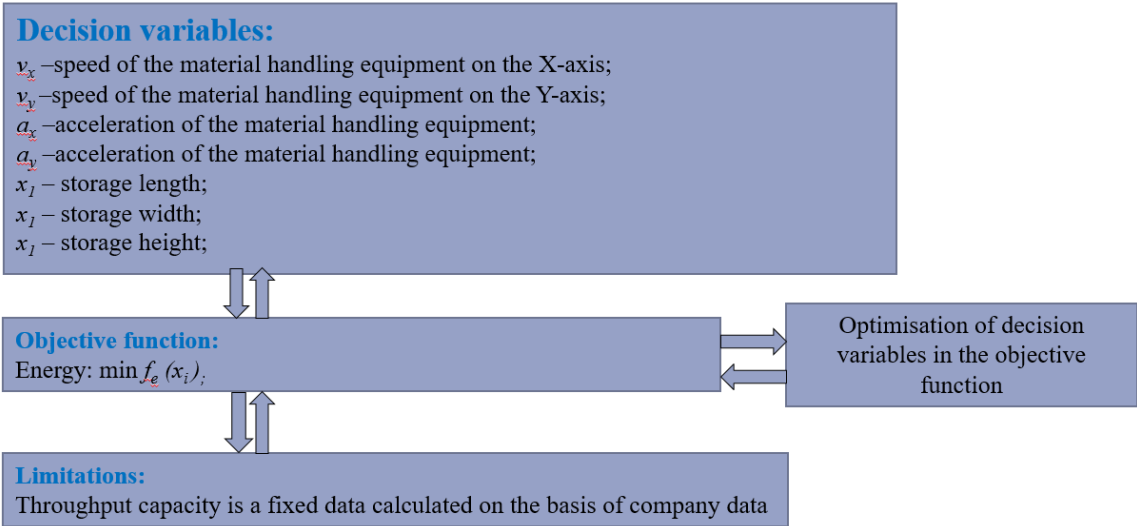 Decision variables:
vx –speed of the material handling equipment on the X-axis;
vy –speed of the material handling equipment on the Y-axis;
ax –acceleration of the material handling equipment;
ay –acceleration of the material handling equipment;
x1 – storage length;
x1 – storage width;
x1 – storage height;
Objective function:
Energy: min fe (xi);
Optimisation of decision
variables in the objective
function
Limitations:
Throughput capacity is a fixed data calculated on the basis of company data